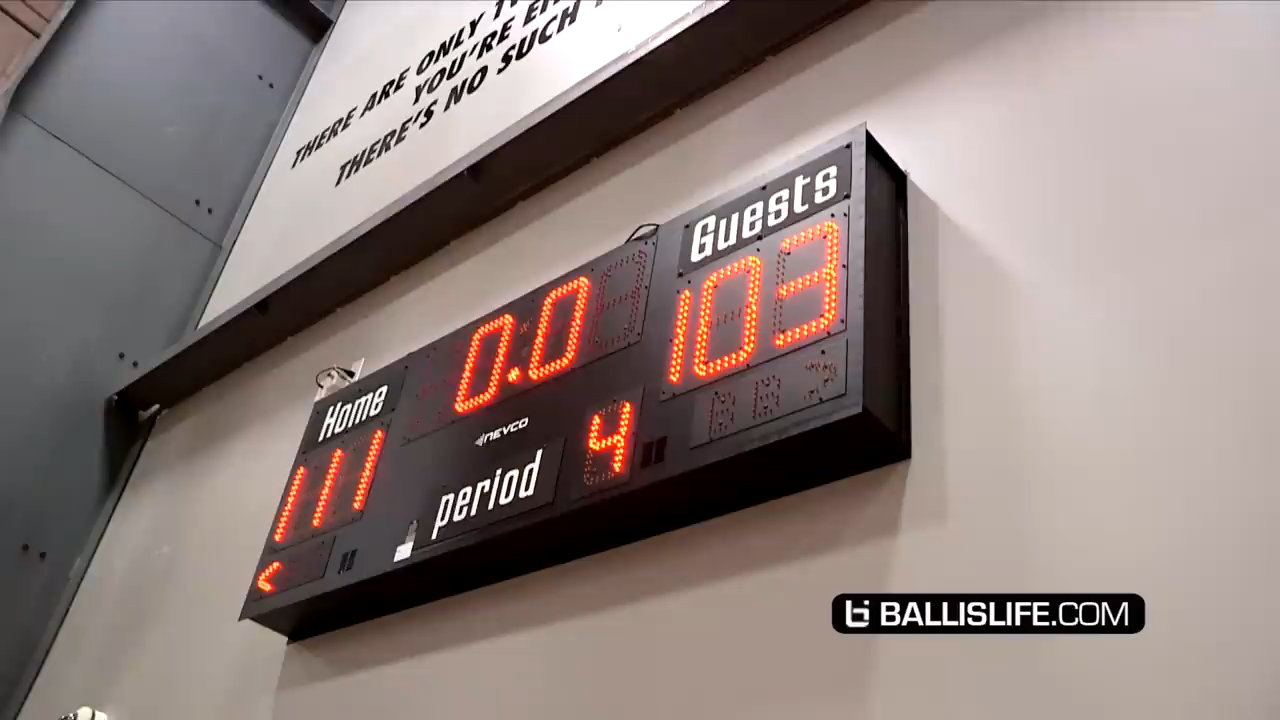 THERE ARE ONLY
YOU'RE
THERE'S NO SUCH
Guests
103
0.0
Home
111
NEVCO
period
4
<
BALLISLIFE.COM